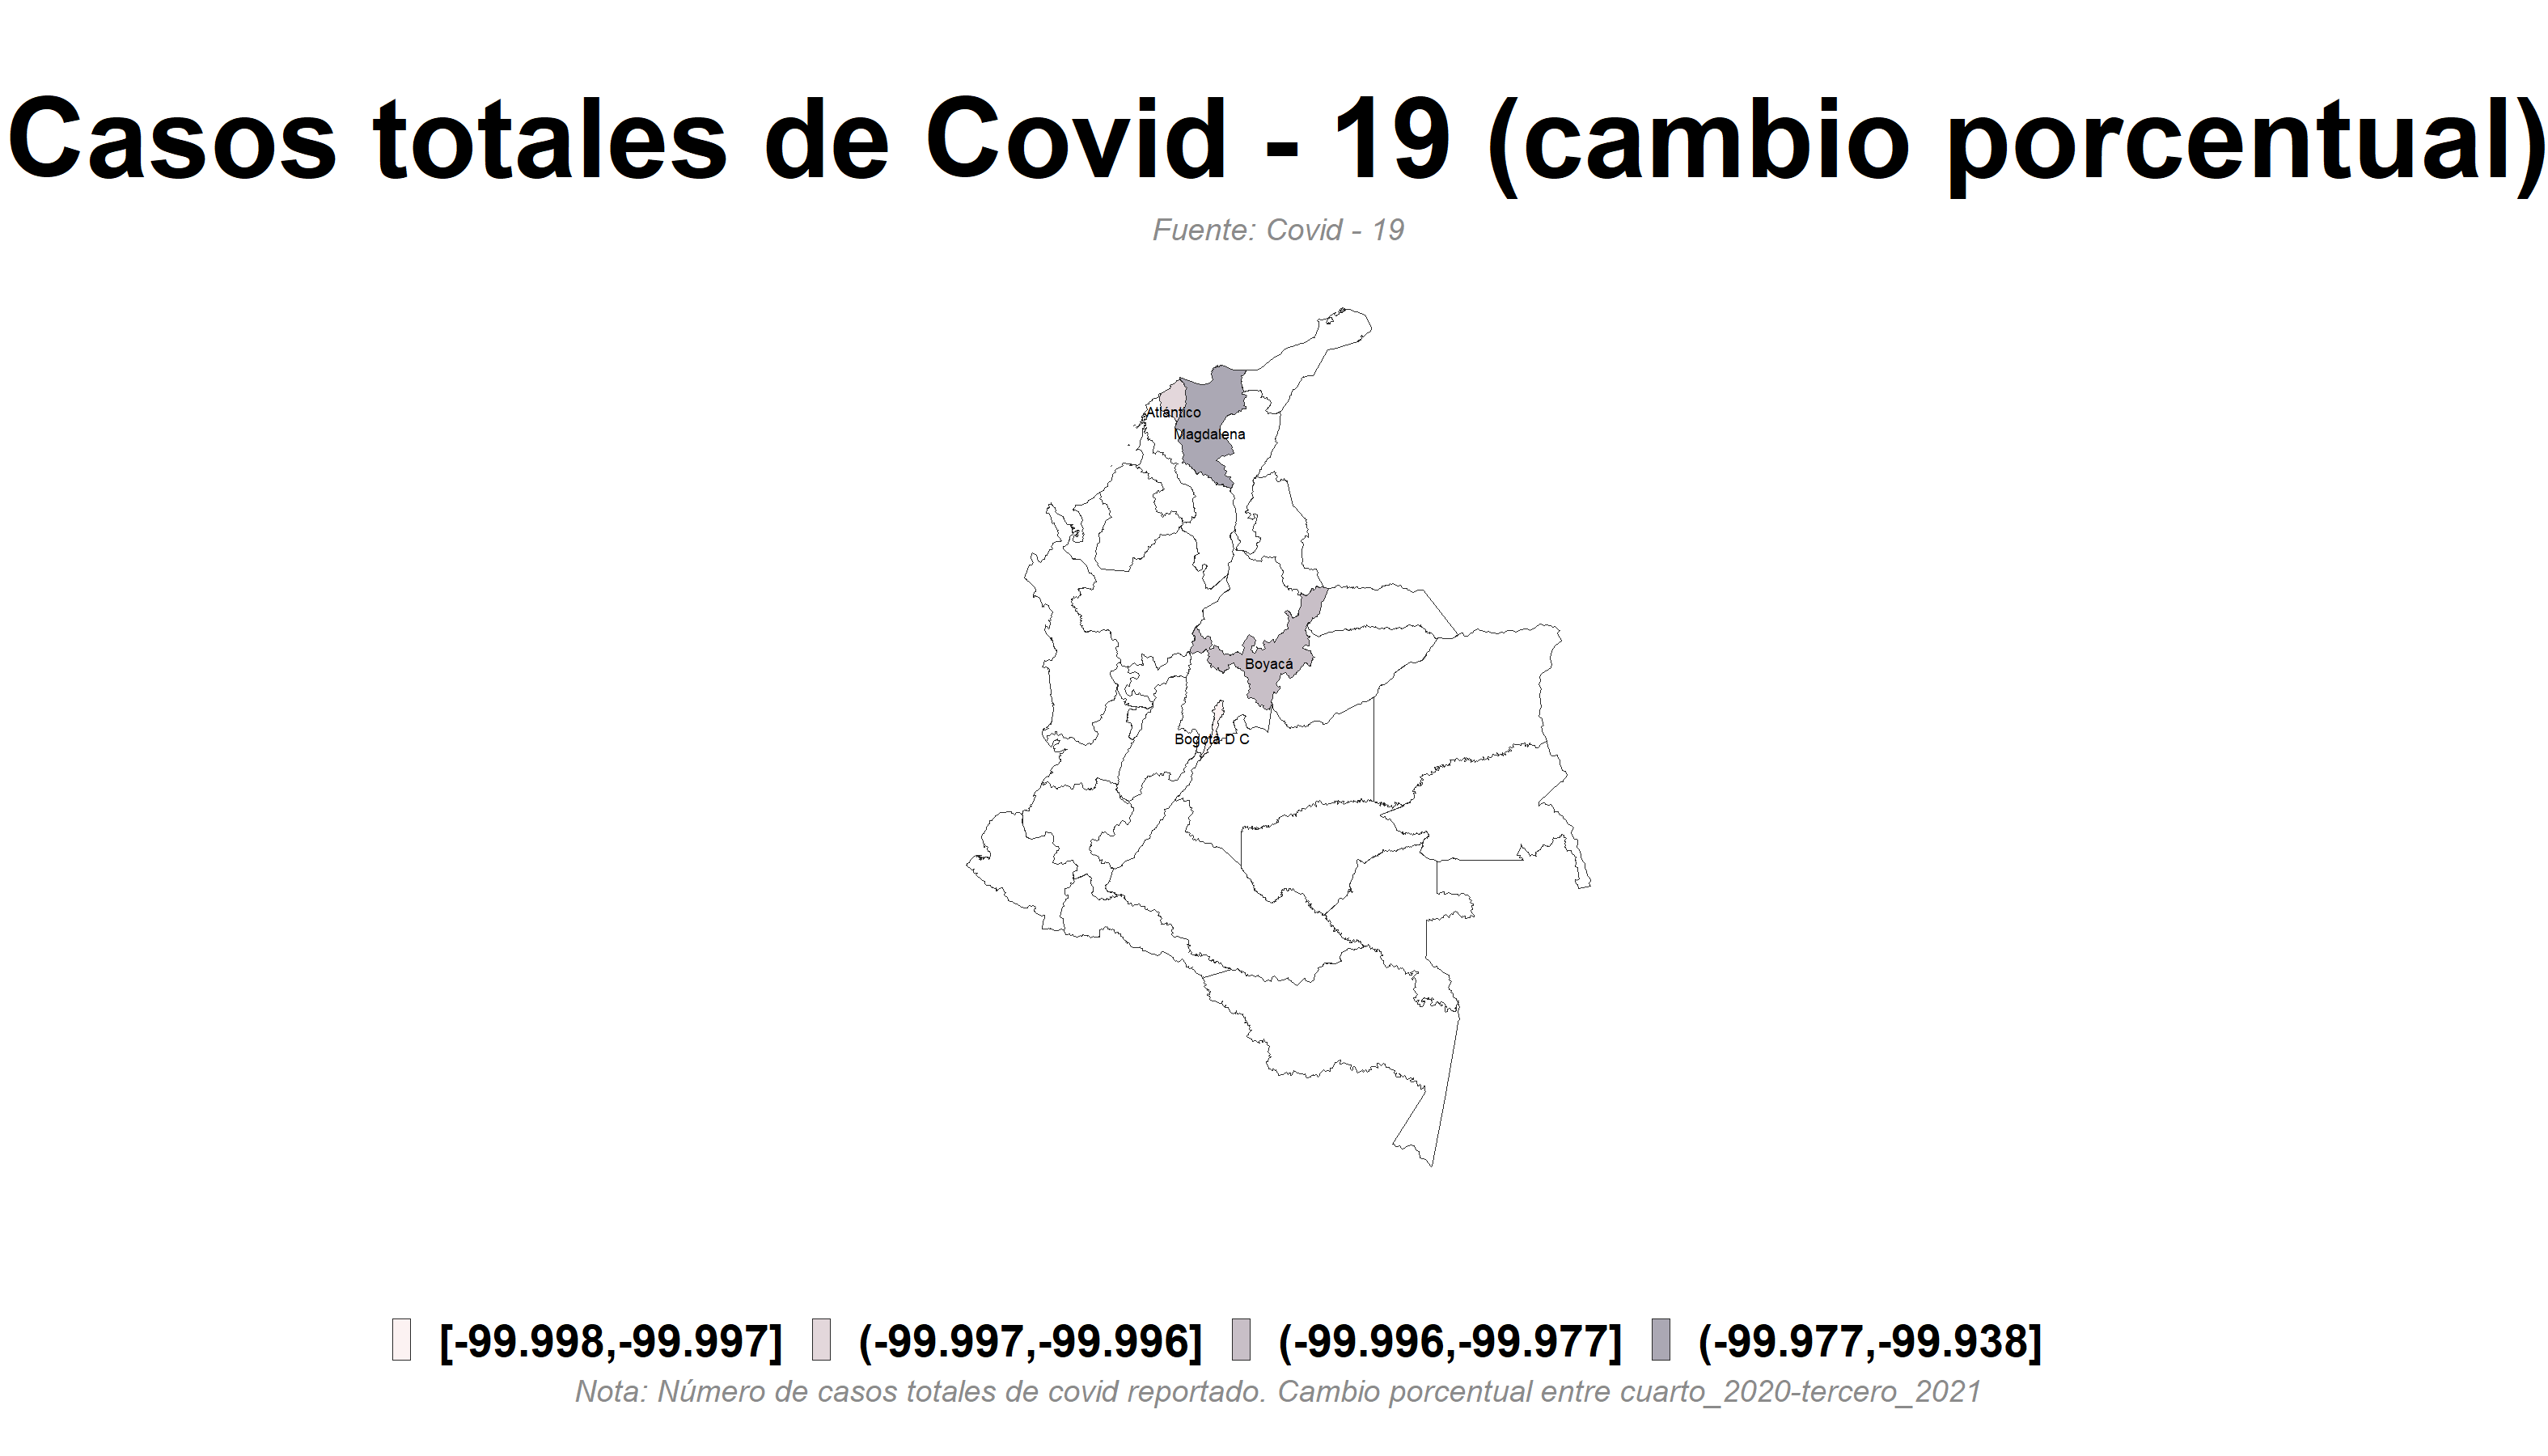 Casos totales de Covid - 19 (cambio porcentual)
Fuente: Covid - 19
Atlántico
Magdalena
Boyacá
Bogotá D C
[-99.998,-99.997] (-99.997,-99.996] (-99.996,-99.977] (-99.977,-99.938]
Nota: Número de casos totales de covid reportado. Cambio porcentual entre cuarto_2020-tercero_2021